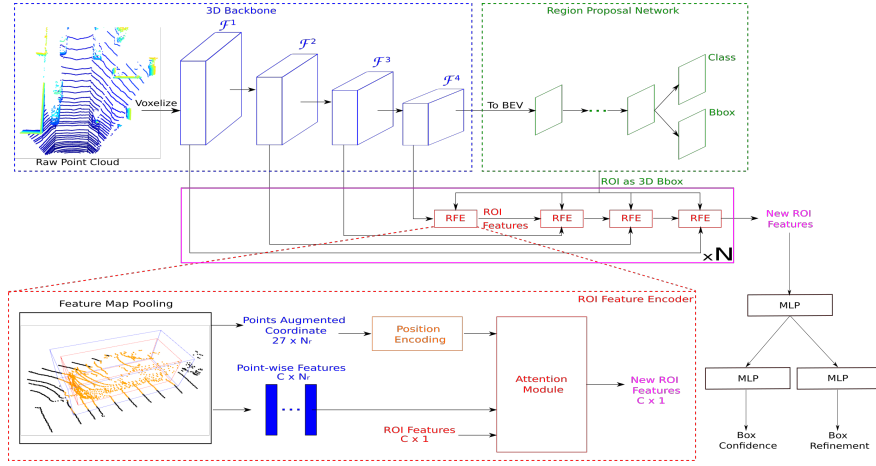 3D Backbone
Region Proposal Network
F1
F2
F3
F4
Voxelize
Raw Point Cloud
To BEV
Class
Bbox
ROI as 3D Bbox
RFE
ROI
Features
RFE
RFE
RFE
New ROI
Features
×N
Feature Map Pooling
ROI Feature Encoder
Points Augmented
Coordinate
27 x Nr
Position
Encoding
Point-wise Features
C x Nr
Attention
Module
New ROI
Features
C x 1
ROI Features
C x 1
MLP
MLP
MLP
Box
Confidence
Box
Refinement